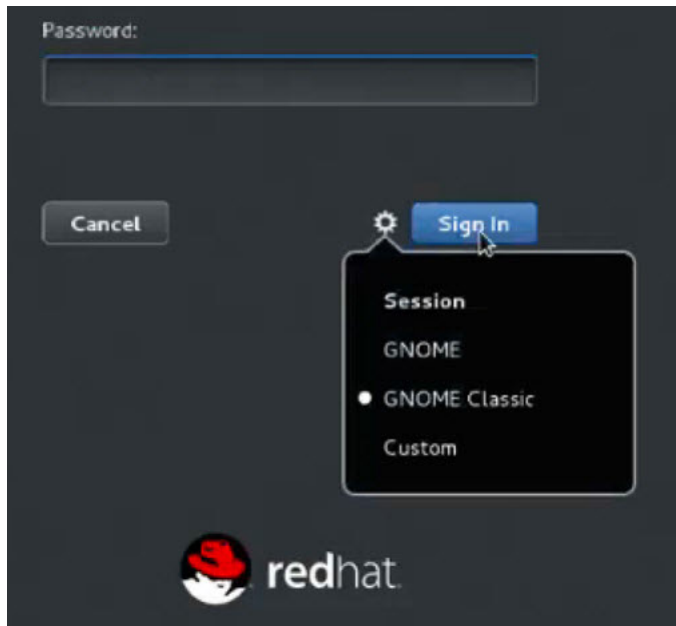 Password:
Cancel
Sign In
Session
GNOME
GNOME Classic
Custom
redhat.